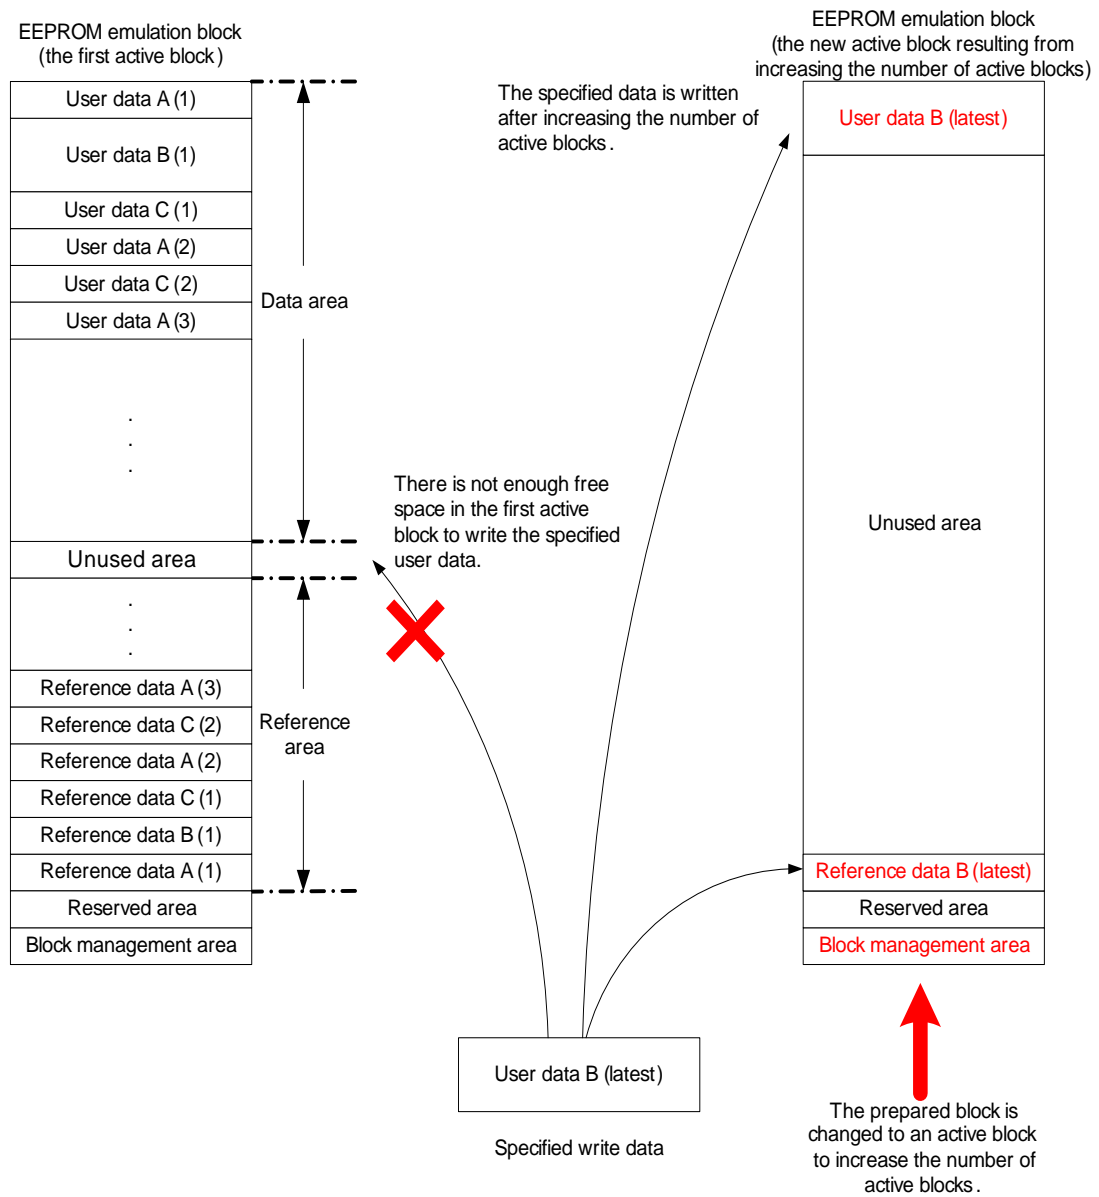 EEPROM emulation block
(the first active block)
User data A (1)
User data B (1)
User data C (1)
User data A (2)
User data C (2)
User data A (3)
.
.
.
Unused area
.
.
.
Reference data A (3)
Reference data C (2)
Reference data A (2)
Reference data C (1)
Reference data B (1)
Reference data A (1)
Reserved area
Block management area
Data area
Reference
area
The specified data is written
after increasing the number of
active blocks.
There is not enough free
space in the first active
block to write the specified
user data.
User data B (latest)
Specified write data
EEPROM emulation block
(the new active block resulting from
increasing the number of active blocks)
User data B (latest)
Unused area
Reference data B (latest)
Reserved area
Block management area
The prepared block is
changed to an active block
to increase the number of
active blocks.